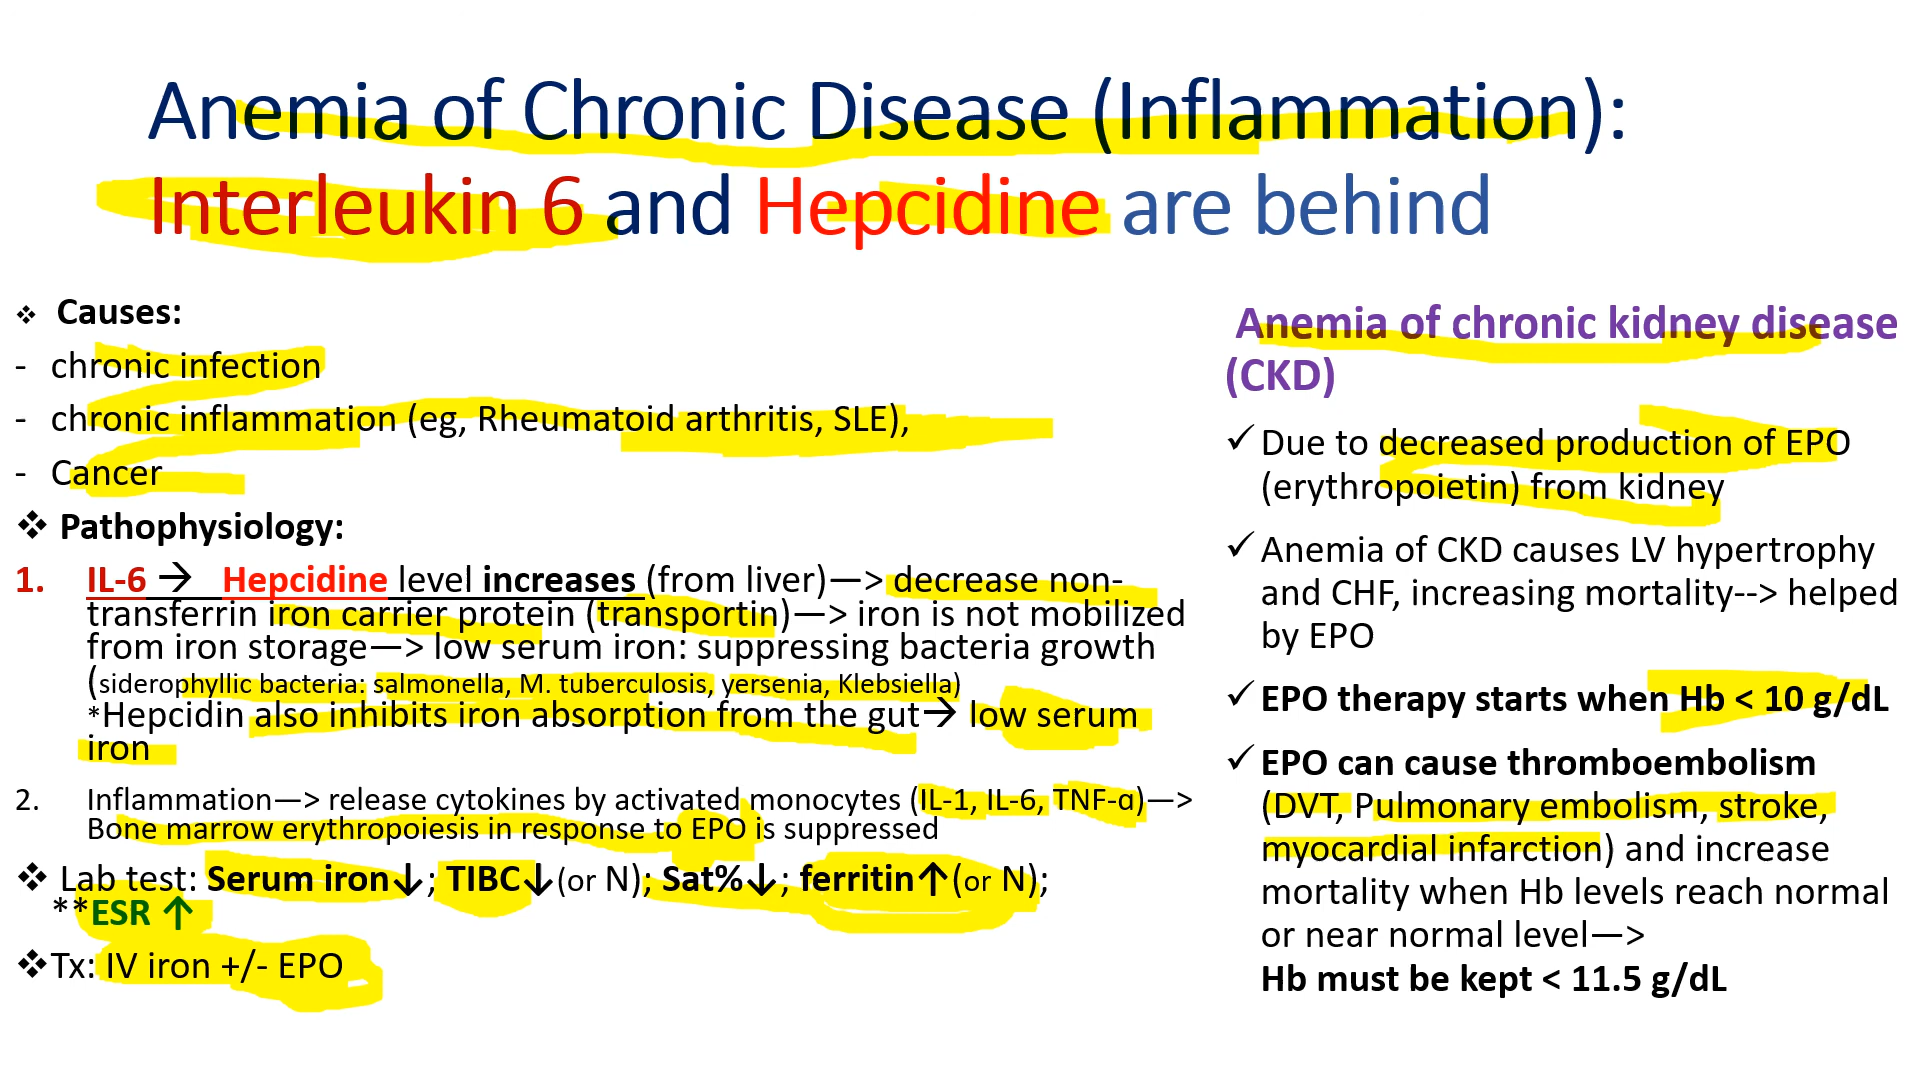 Anemia of Chronic Disease (Inflammation):
Interleukin 6 and Hepcidine are behind
❖ Causes:
- chronic infection
- chronic inflammation (eg, Rheumatoid arthritis, SLE),
- Cancer
❖ Pathophysiology:
1. IL-6 → Hepcidine level increases (from liver)—> decrease non-
transferrin iron carrier protein (transportin)—> iron is not mobilized
from iron storage—> low serum iron: suppressing bacteria growth
(siderophyllic bacteria: salmonella, M. tuberculosis, yersenia, Klebsiella)
*Hepcidin also inhibits iron absorption from the gut→ low serum
iron
2. Inflammation—> release cytokines by activated monocytes (IL-1, IL-6, TNF-α)—>
Bone marrow erythropoiesis in response to EPO is suppressed
❖ Lab test: Serum iron↓; TIBC↓(or N); Sat%↓; ferritin↑(or N);
**ESR ↑
❖Tx: IV iron +/- EPO
Anemia of chronic kidney disease
(CKD)
✓ Due to decreased production of EPO
(erythropoietin) from kidney
✓ Anemia of CKD causes LV hypertrophy
and CHF, increasing mortality--> helped
by EPO
✓ EPO therapy starts when Hb < 10 g/dL
✓ EPO can cause thromboembolism
(DVT, Pulmonary embolism, stroke,
myocardial infarction) and increase
mortality when Hb levels reach normal
or near normal level—>
Hb must be kept < 11.5 g/dL